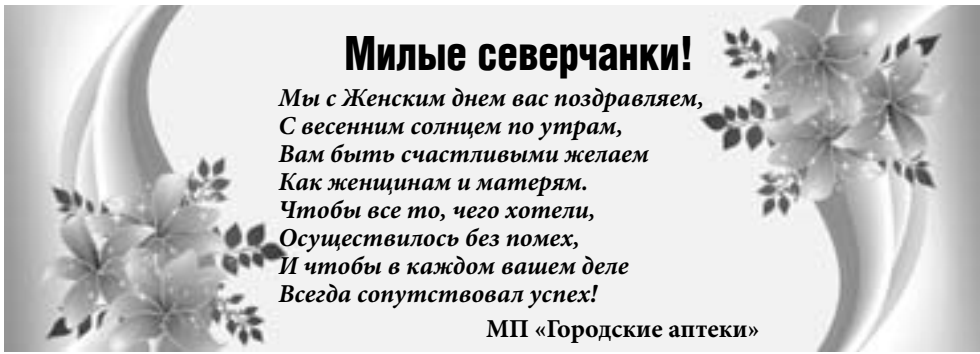 Милые северчанки!
Мы с Женским днем вас поздравляем,
С весенним солнцем по утрам,
Вам быть счастливыми желаем
Как женщинам и матерям.
Чтобы все то, чего хотели,
Осуществилось без помех,
И чтобы в каждом вашем деле
Всегда сопутствовал успех!
МП «Городские аптеки»